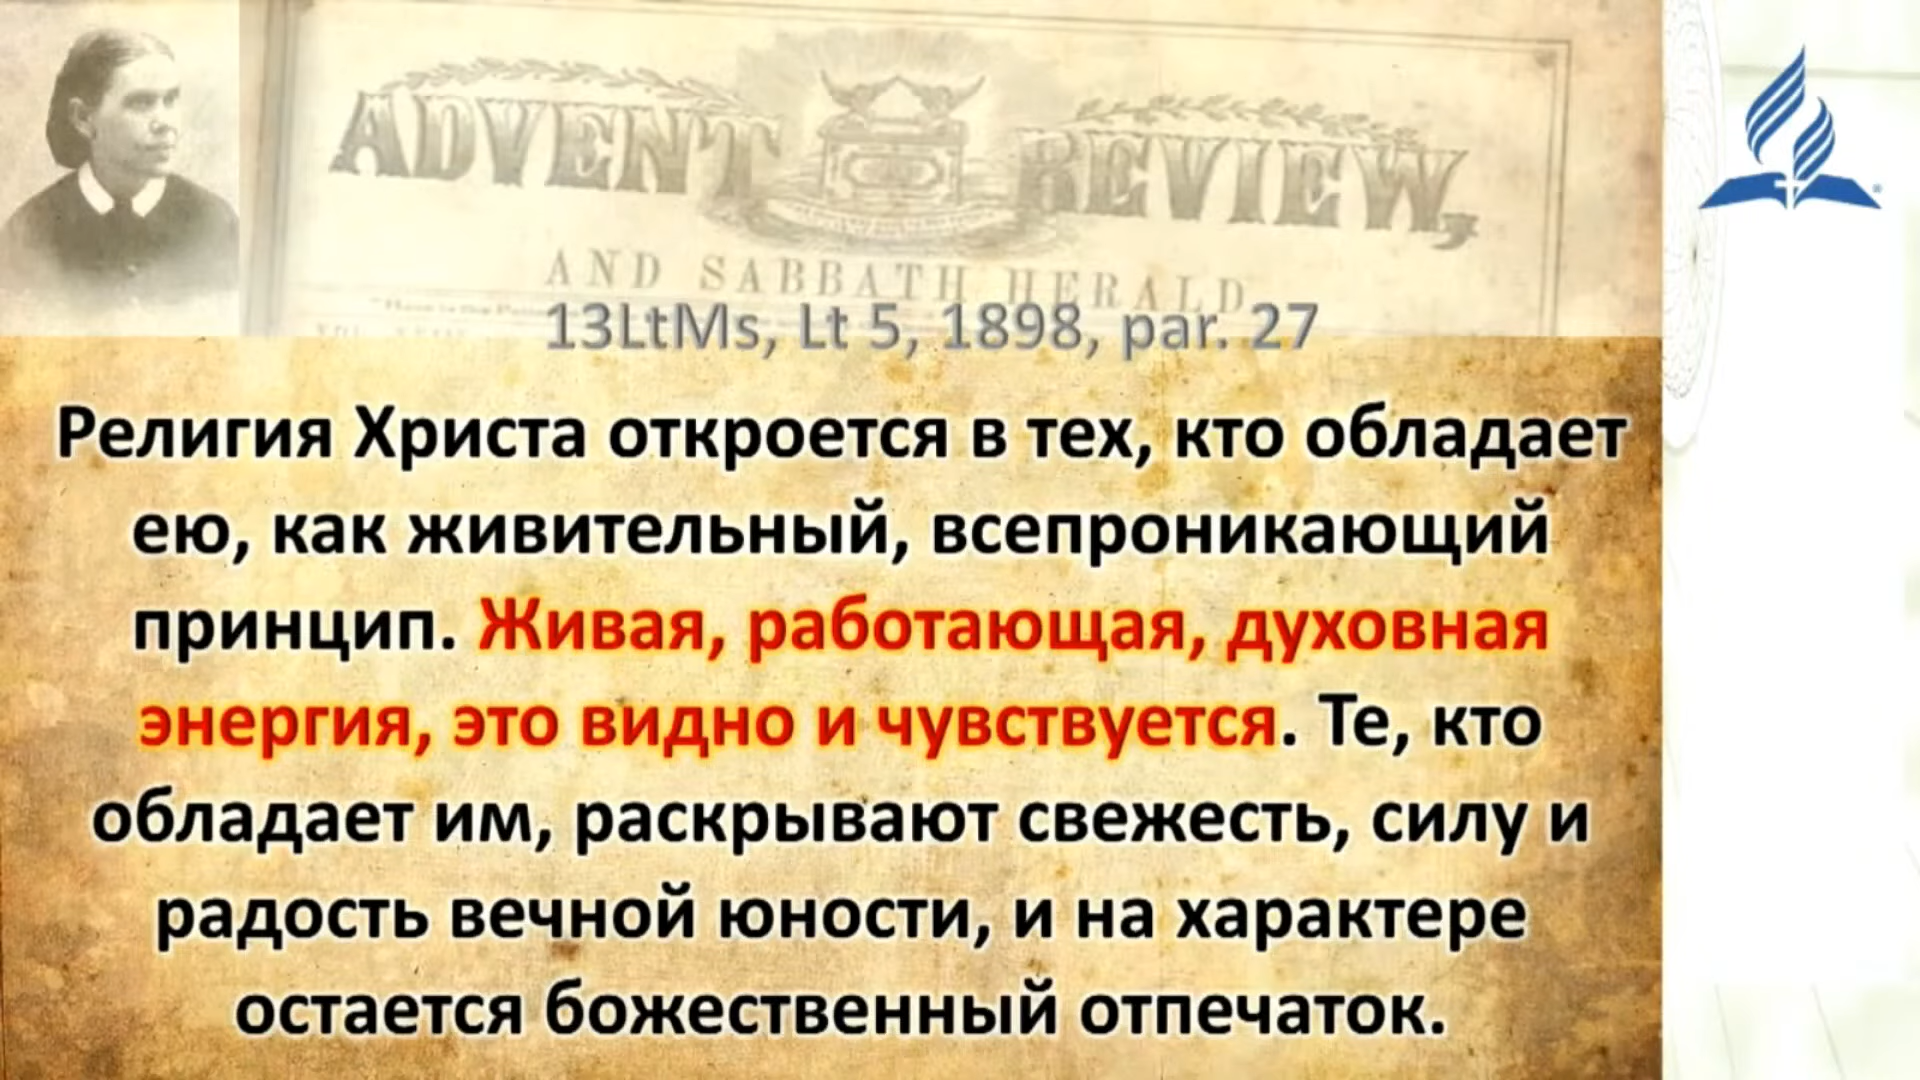 ADVENT REVIEW,
AND SABBATH HERALD
13LtMs, Lt 5, 1898, par. 27
Религия Христа откроется в тех, кто обладает
ею, как живительный, всепроникающий
принцип. Живая, работающая, духовная
энергия, это видно и чувствуется. Те, кто
обладает им, раскрывают свежесть, силу и
радость вечной юности, и на характере
остается божественный отпечаток.